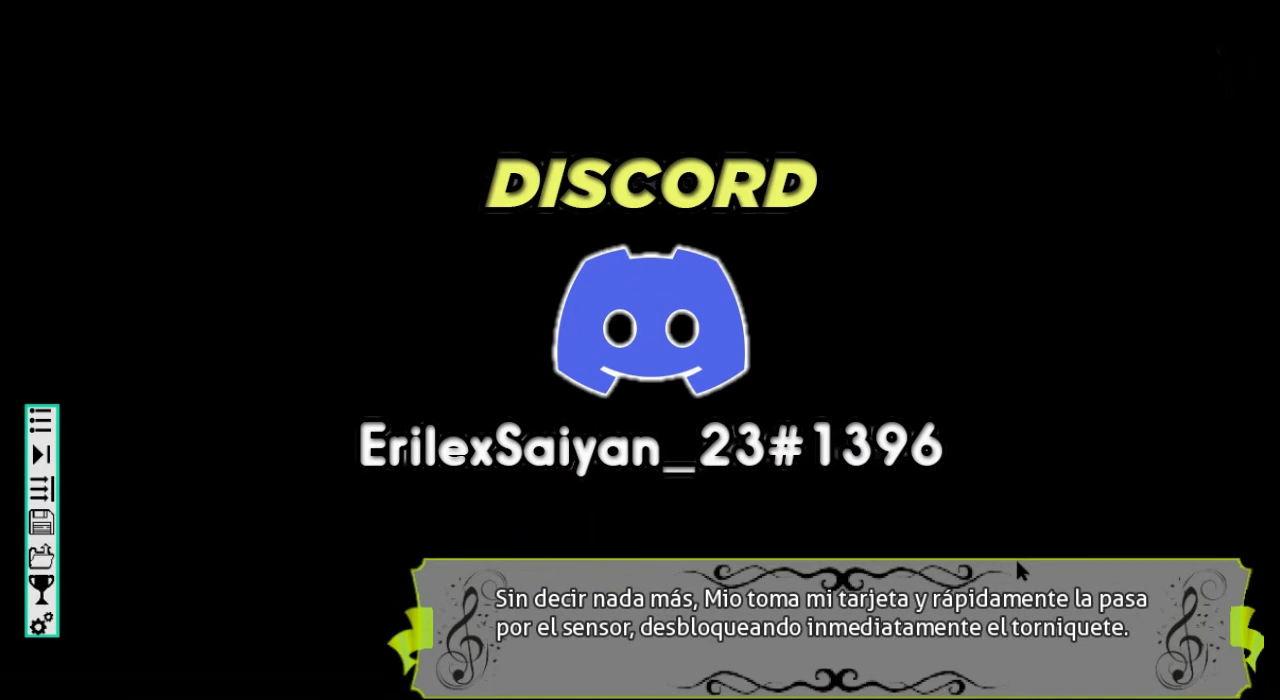 DISCORD
ErilexSaiyan_23#1396
Sin decir nada más, Mio toma mi tarjeta y rápidamente la pasa
por el sensor, desbloqueando inmediatamente el torniquete.